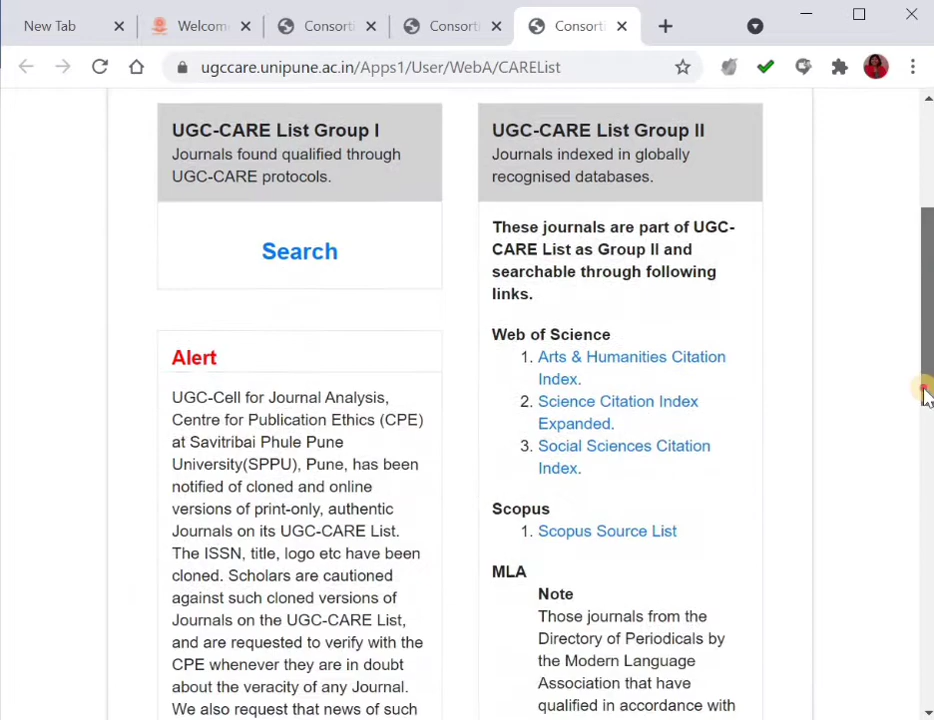 New Tab
Welcom
Consorti
Consorti
Consorti
ugccare.unipune.ac.in/Apps1/User/WebA/CAREList
UGC-CARE List Group I
Journals found qualified through
UGC-CARE protocols.
Search
Alert
UGC-Cell for Journal Analysis,
Centre for Publication Ethics (CPE)
at Savitribai Phule Pune
University(SPPU), Pune, has been
notified of cloned and online
versions of print-only, authentic
Journals on its UGC-CARE List.
The ISSN, title, logo etc have been
cloned. Scholars are cautioned
against such cloned versions of
Journals on the UGC-CARE List,
and are requested to verify with the
CPE whenever they are in doubt
about the veracity of any Journal.
We also request that news of such
UGC-CARE List Group II
Journals indexed in globally
recognised databases.
These journals are part of UGC-
CARE List as Group II and
searchable through following
links.
Web of Science
1. Arts & Humanities Citation
Index.
2. Science Citation Index
Expanded.
3. Social Sciences Citation
Index.
Scopus
1. Scopus Source List
MLA
Note
Those journals from the
Directory of Periodicals by
the Modern Language
Association that have
qualified in accordance with